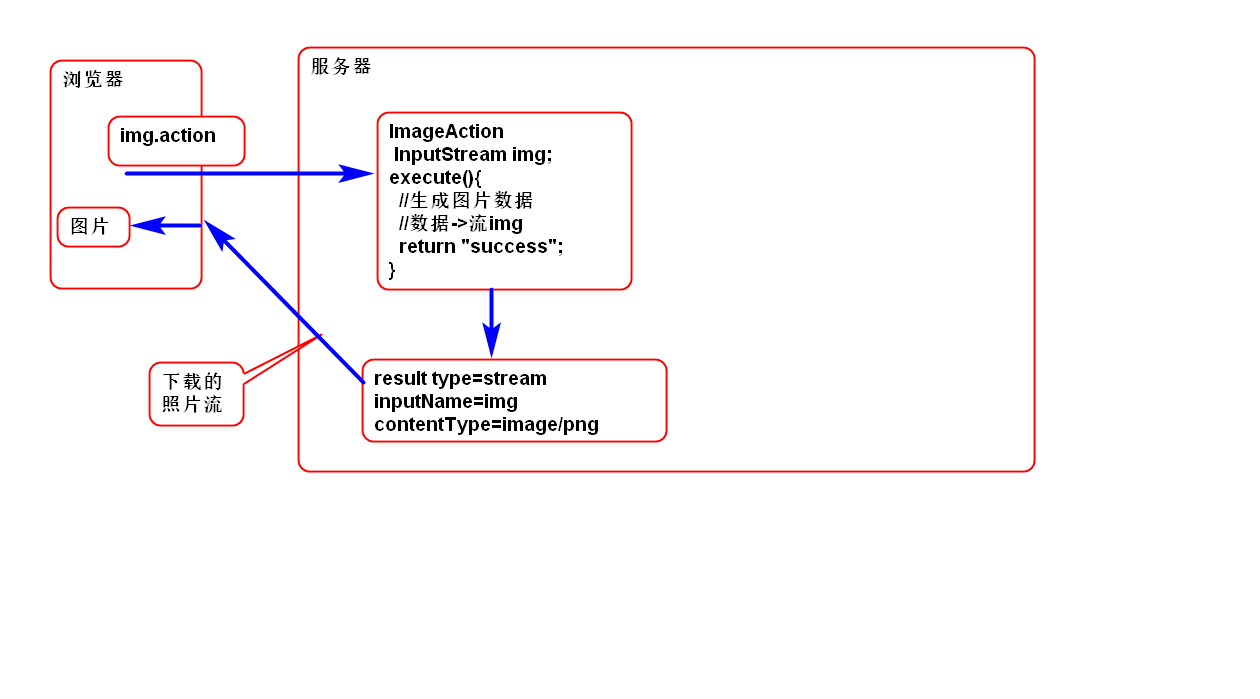 浏览器
服务器
img.action
ImageAction
InputStream img;
execute(){
//生成图片数据
//数据->流img
return "success";
}
图片
下载的
照片流
result type=stream
inputName=img
contentType=image/png